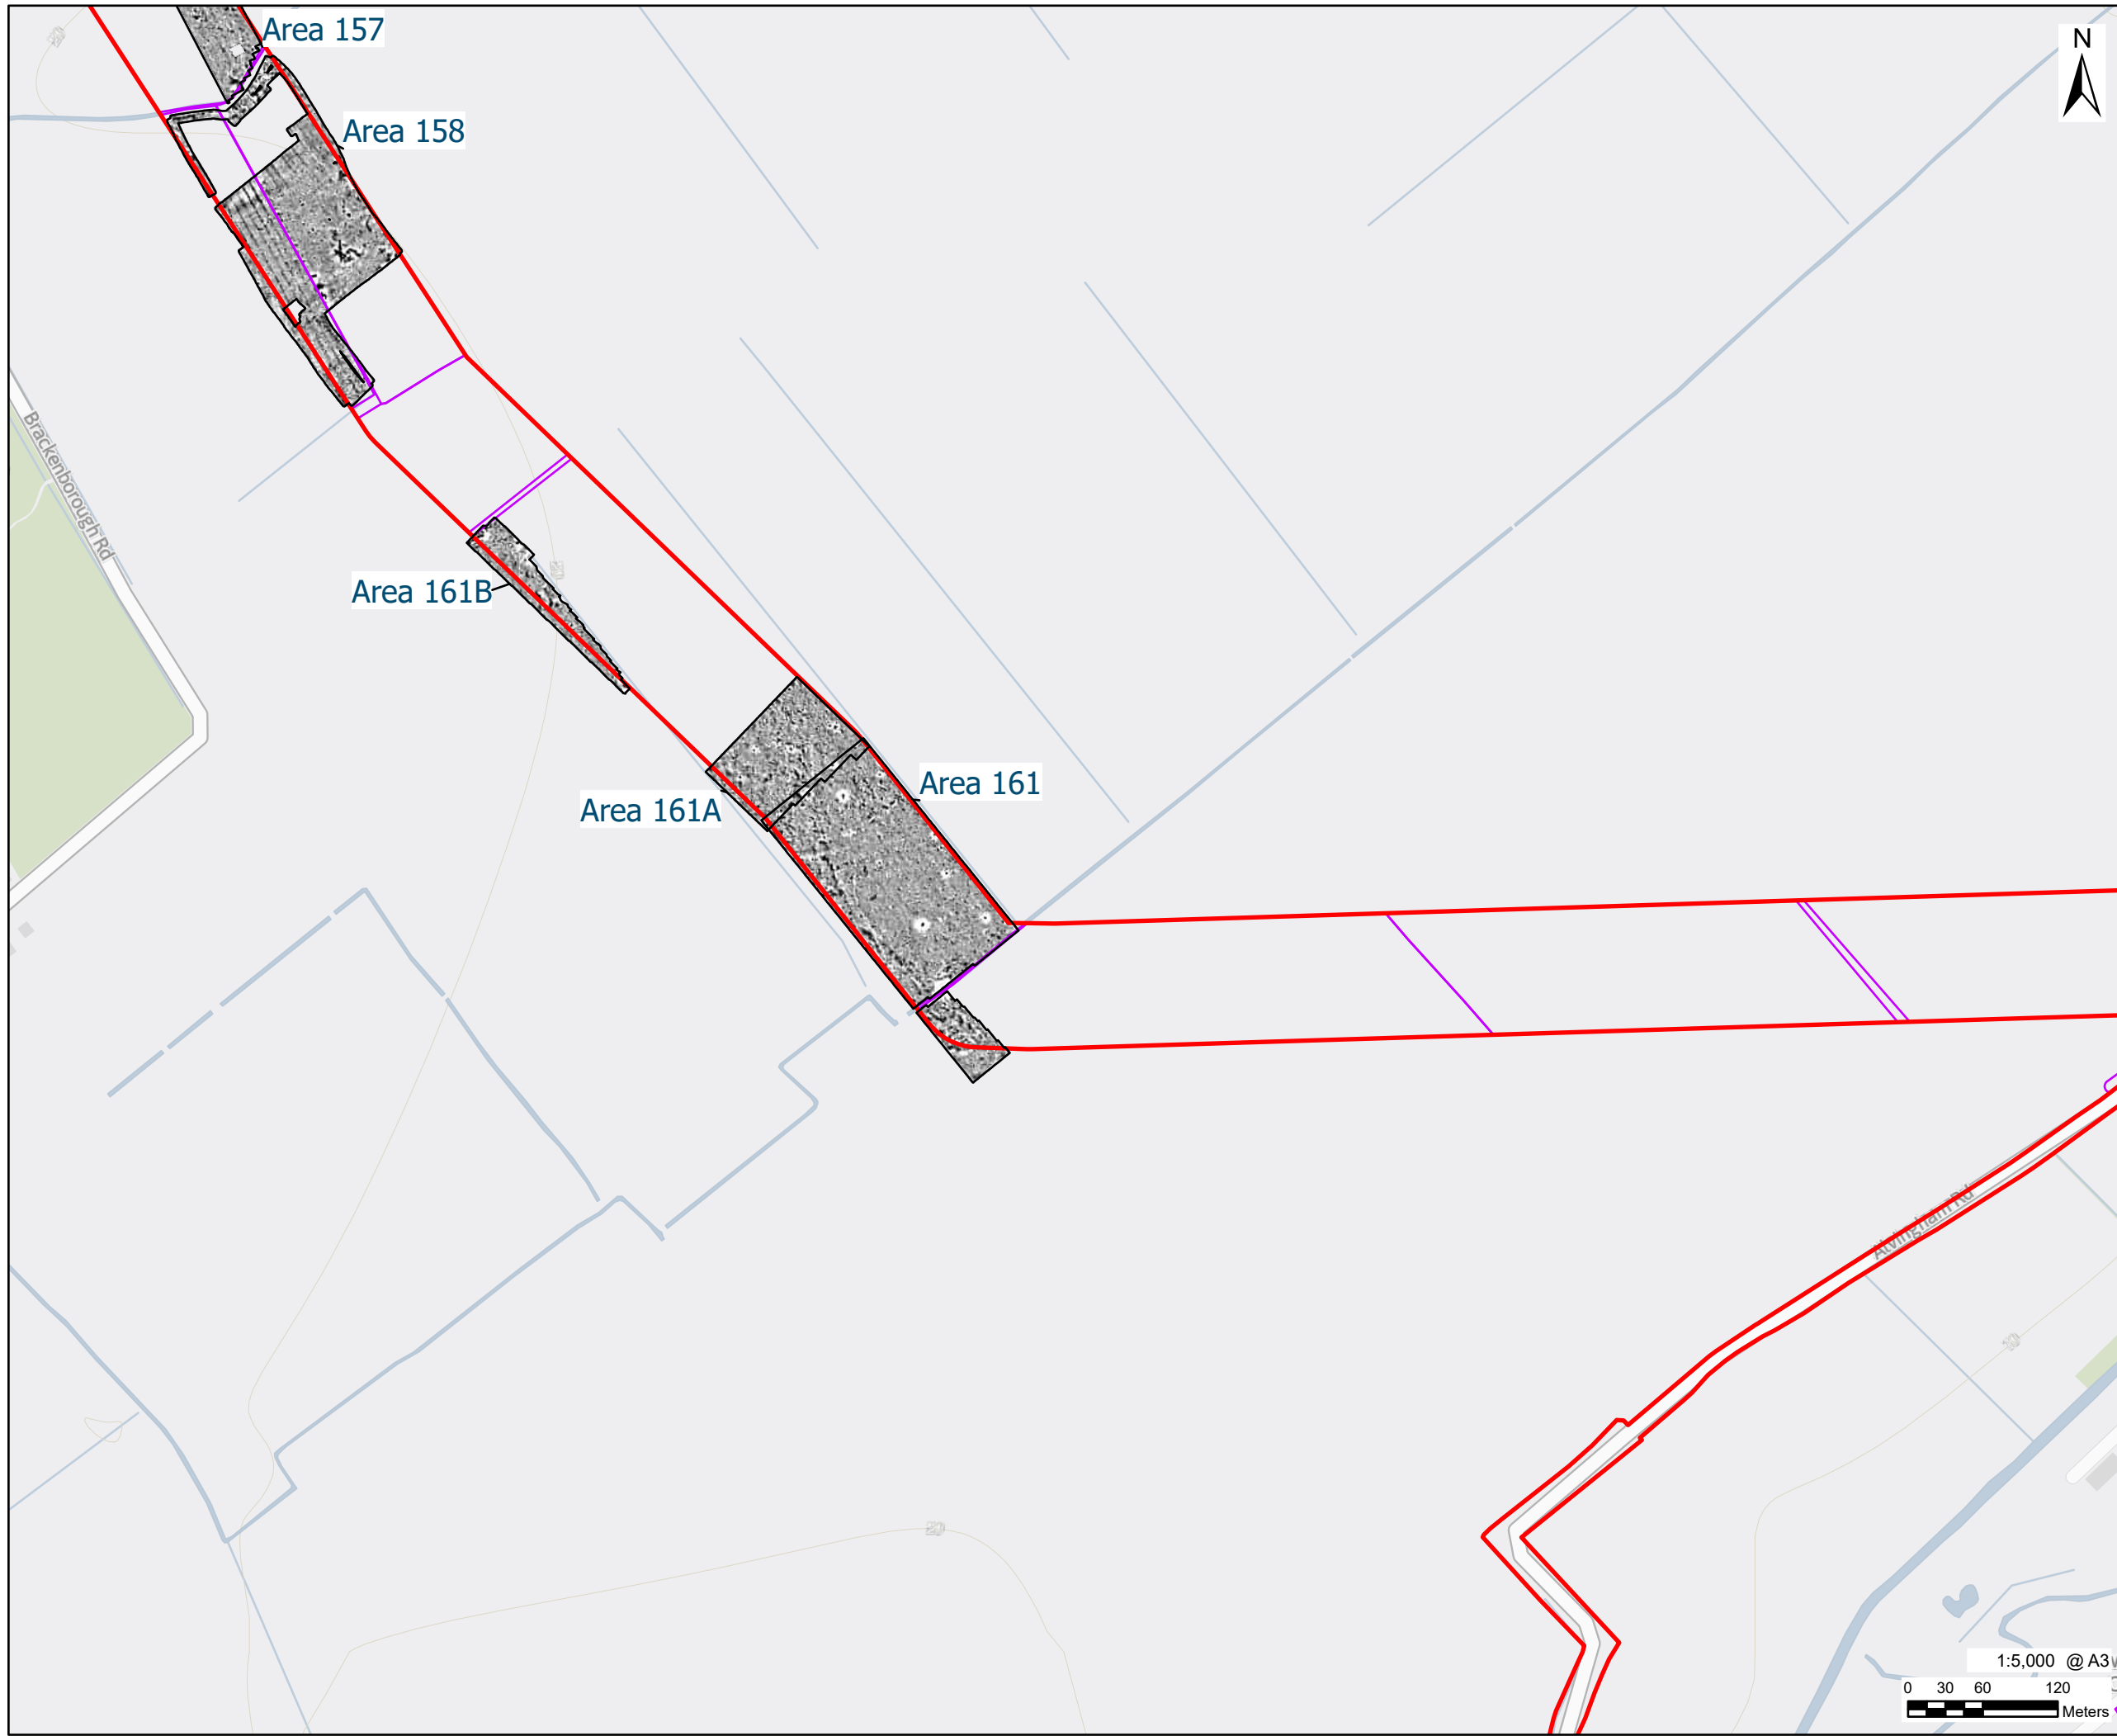 Area 157
N
Area 158
Brackenborough Rd
Area 161B
Area 161
Area 161A
Alvingham Rd
1:5,000 @ A3
0 30 60 120
Meters